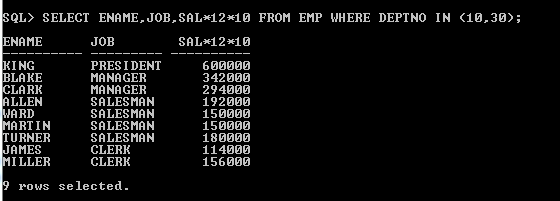 SQL> SELECT ENAME,JOB,SAL*12*10 FROM EMP WHERE DEPTNO IN (10,30);
ENAME JOB SAL*12*10
---------- --------- ----------
KING PRESIDENT 600000
BLAKE MANAGER 342000
CLARK MANAGER 294000
ALLEN SALESMAN 192000
WARD SALESMAN 150000
MARTIN SALESMAN 150000
TURNER SALESMAN 180000
JAMES CLERK 114000
MILLER CLERK 156000
9 rows selected.